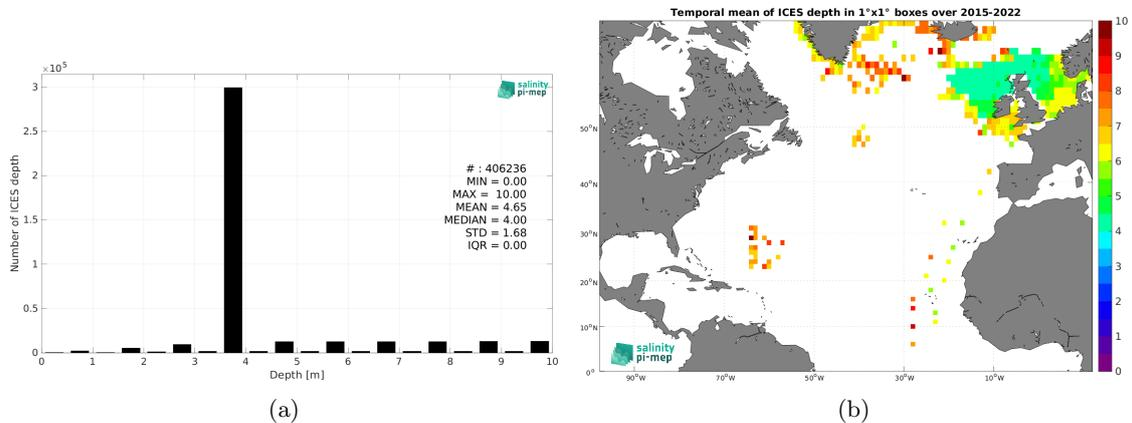 ×10⁵
3
2.5
2
1.5
1
0.5
0
Number of ICES depth
salinity
pi-mep
# : 406236
MIN = 0.00
MAX = 10.00
MEAN = 4.65
MEDIAN = 4.00
STD = 1.68
IQR = 0.00
0 1 2 3 4 5 6 7 8 9 10
Depth [m]
(a)
Temporal mean of ICES depth in 1°x1° boxes over 2015-2022
50°N
40°N
30°N
20°N
10°N
0°
90°W 70°W 50°W 30°W 10°W
salinity
pi-mep
10
9
8
7
6
5
4
3
2
1
0
(b)